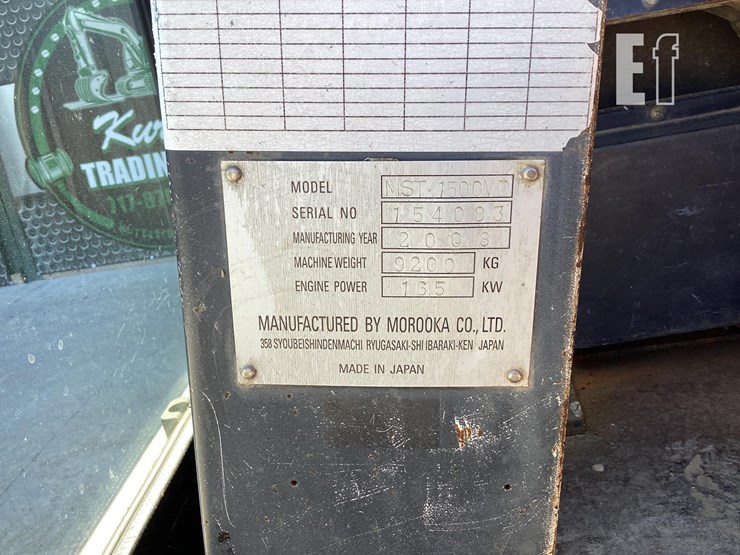 Ef
TRADIN
MODEL MST-1500VD
SERIAL NO 154083
MANUFACTURING YEAR 2003
MACHINE WEIGHT 9200 KG
ENGINE POWER 165 KW
MANUFACTURED BY MOROOKA CO., LTD.
358 SYOUBEISHINDENMACHI RYUGASAKI-SHI IBARAKI-KEN JAPAN
MADE IN JAPAN